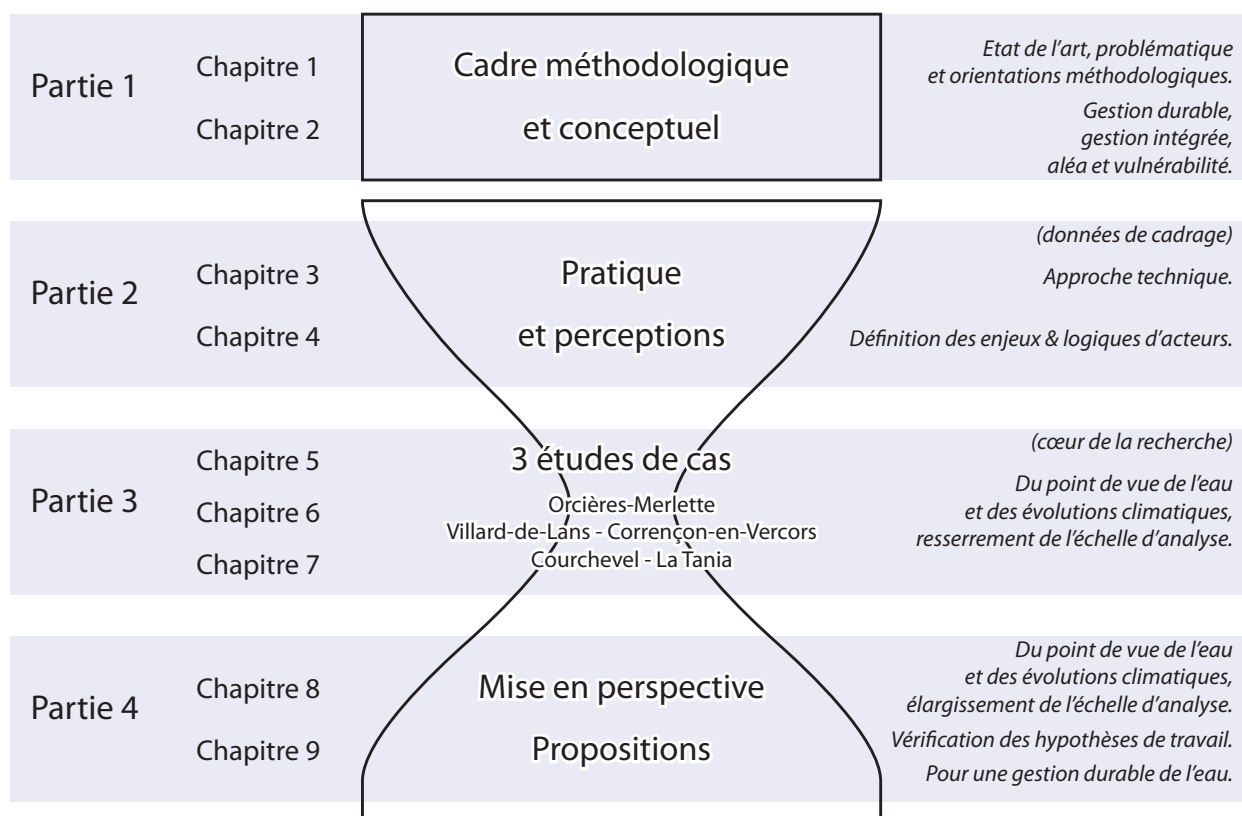 Partie 1
Chapitre 1
Chapitre 2
Cadre méthodologique
et conceptuel
Etat de l’art, problématique
et orientations méthodologiques.
Gestion durable,
gestion intégrée,
aléa et vulnérabilité.
Partie 2
Chapitre 3
Chapitre 4
Pratique
et perceptions
(données de cadrage)
Approche technique.
Définition des enjeux & logiques d’acteurs.
Partie 3
Chapitre 5
Chapitre 6
Chapitre 7
3 études de cas
Orcières-Merlette
Villard-de-Lans - Corrençon-en-Vercors
Courchevel - La Tania
(cœur de la recherche)
Du point de vue de l’eau
et des évolutions climatiques,
resserrement de l’échelle d’analyse.
Partie 4
Chapitre 8
Chapitre 9
Mise en perspective
Propositions
Du point de vue de l’eau
et des évolutions climatiques,
élargissement de l’échelle d’analyse.
Vérification des hypothèses de travail.
Pour une gestion durable de l’eau.